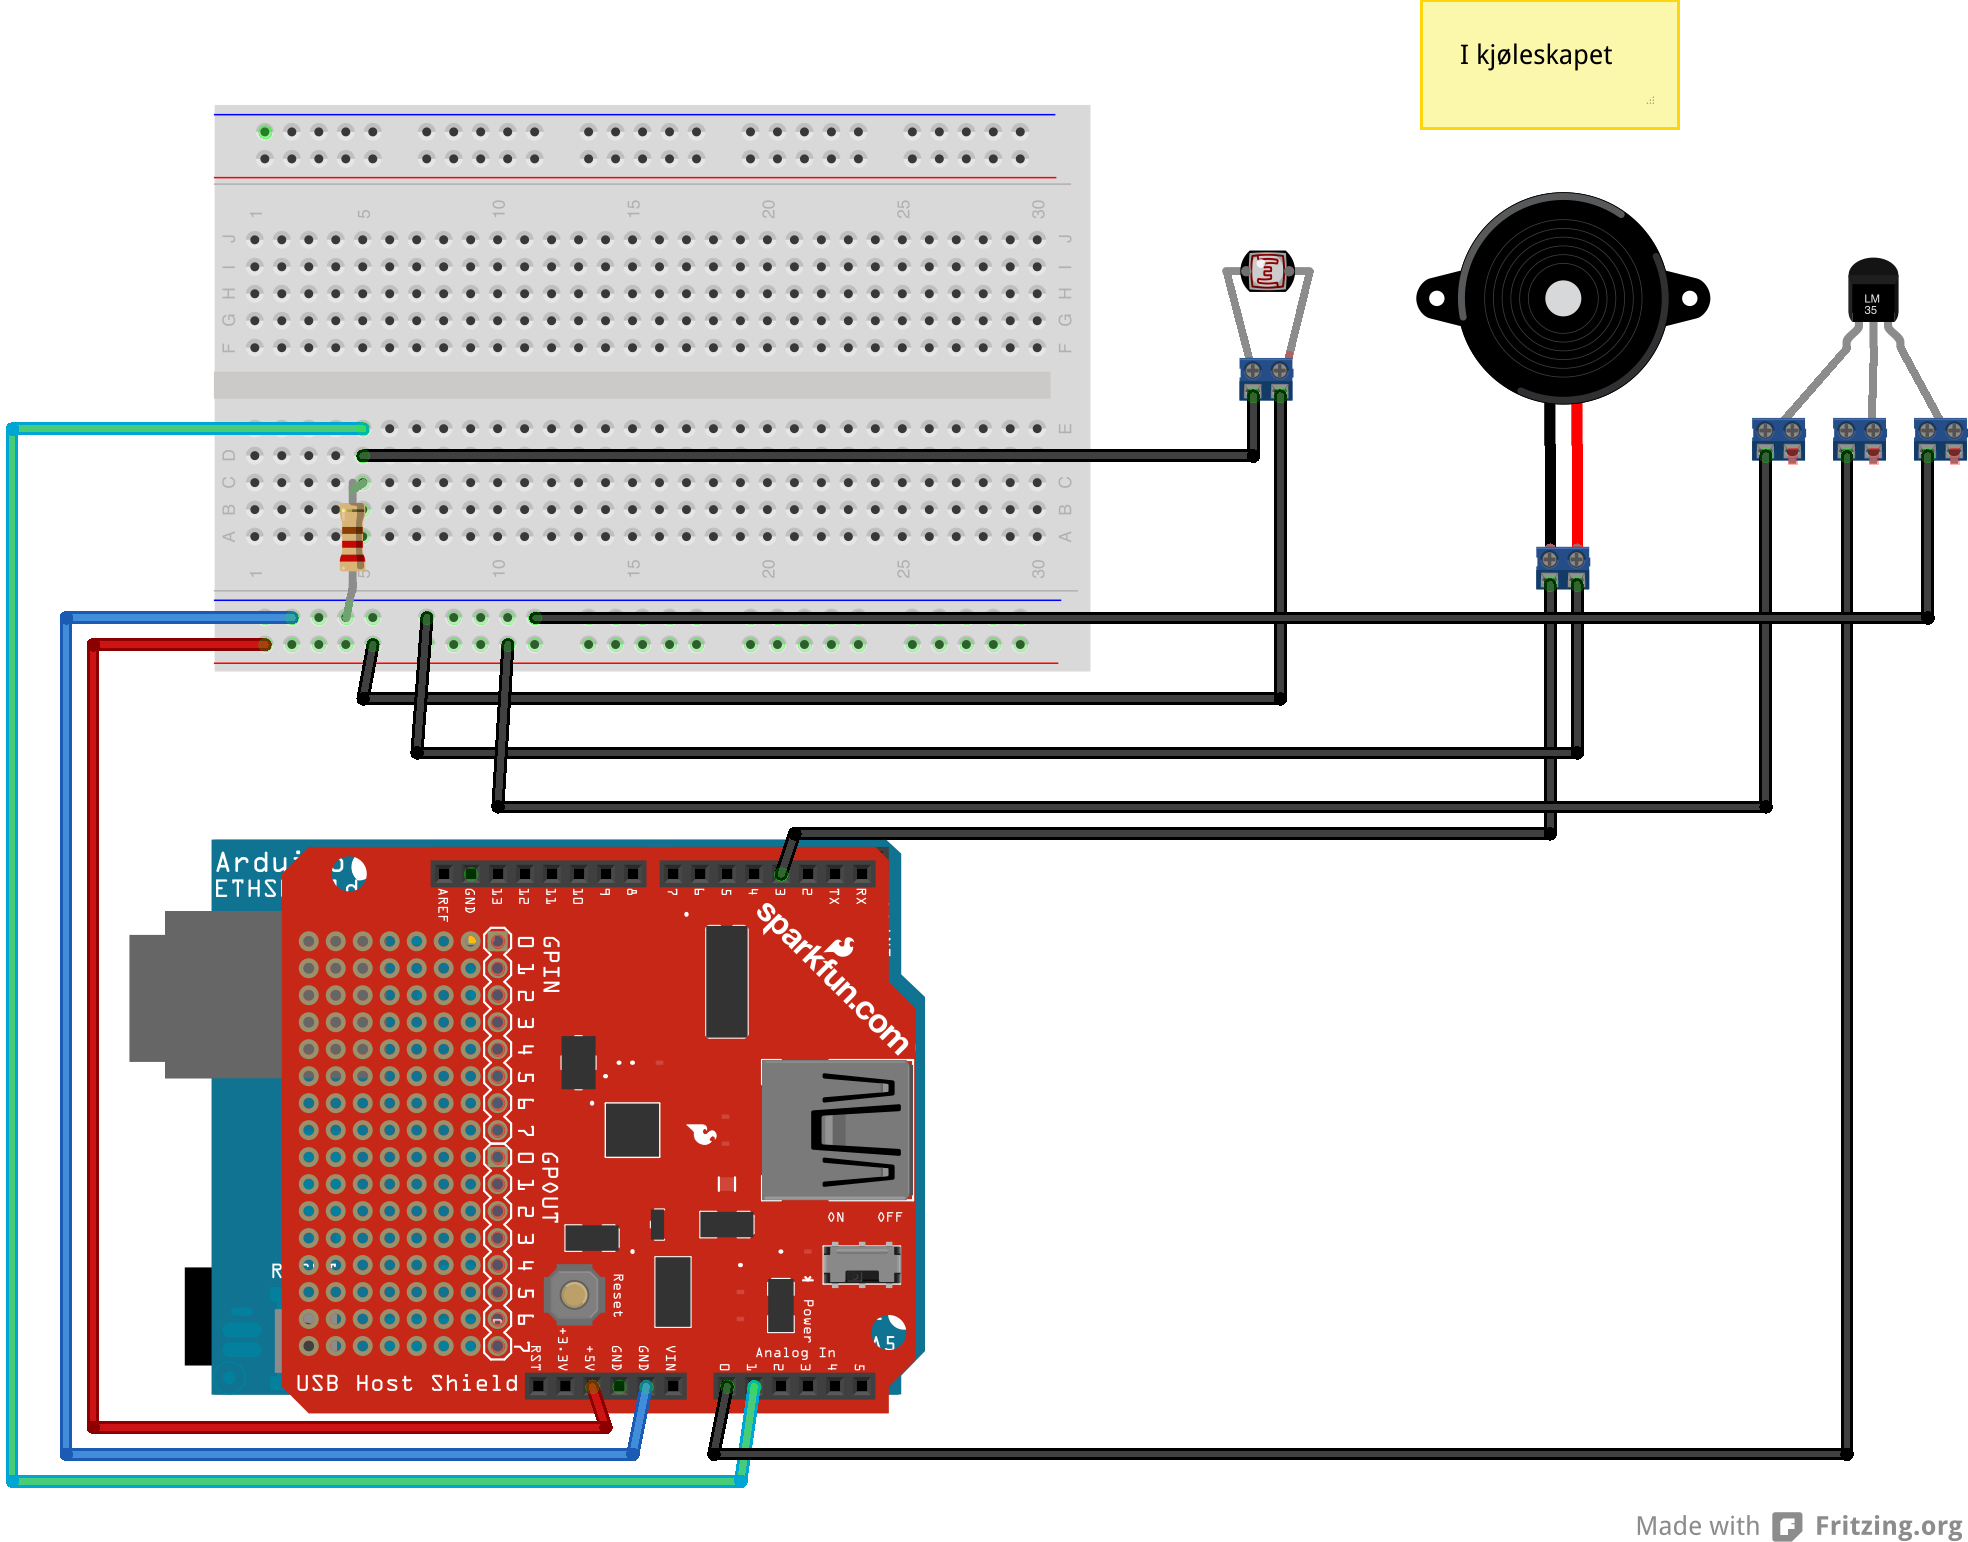 I kjøleskapet
1 5 10 15 20 25 30
J J
I I
H H
G G
F F
LM
35
E E
D D
C C
B B
A A
1 5 10 15 20 25 30
AREF GND 13 12 11 10 9 8 7 6 5 4 3 2 TX RX
sparkfun.com
GPIN
0
1
2
3
4
5
6
7
GPOUT
0
1
2
3
4
5
6
7
ON OFF
Reset
Power
Analog In
RST +3.3V +5V GND GND VIN 0 1 2 3 4 5
USB Host Shield
Made with Fritzing.org